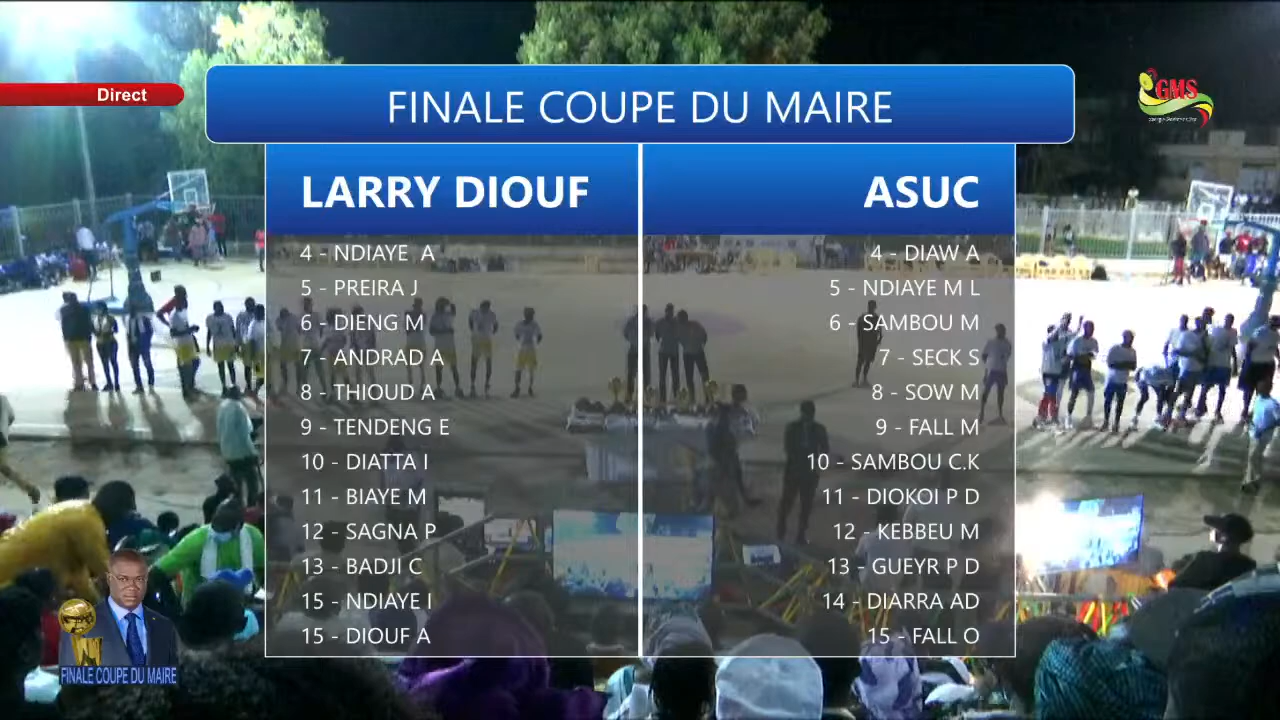 Direct
GMS
FINALE COUPE DU MAIRE
LARRY DIOUF
4 - NDIAYE A
5 - PREIRA J
6 - DIENG M
7 - ANDRAD A
8 - THIOUD A
9 - TENDENG E
10 - DIATTA I
11 - BIAYE M
12 - SAGNA P
13 - BADJI C
15 - NDIAYE I
15 - DIOUF A
ASUC
4 - DIAW A
5 - NDIAYE M L
6 - SAMBOU M
7 - SECK S
8 - SOW M
9 - FALL M
10 - SAMBOU C.K
11 - DIOKOI P D
12 - KEBBEU M
13 - GUEYR P D
14 - DIARRA AD
15 - FALL O
FINALE COUPE DU MAIRE